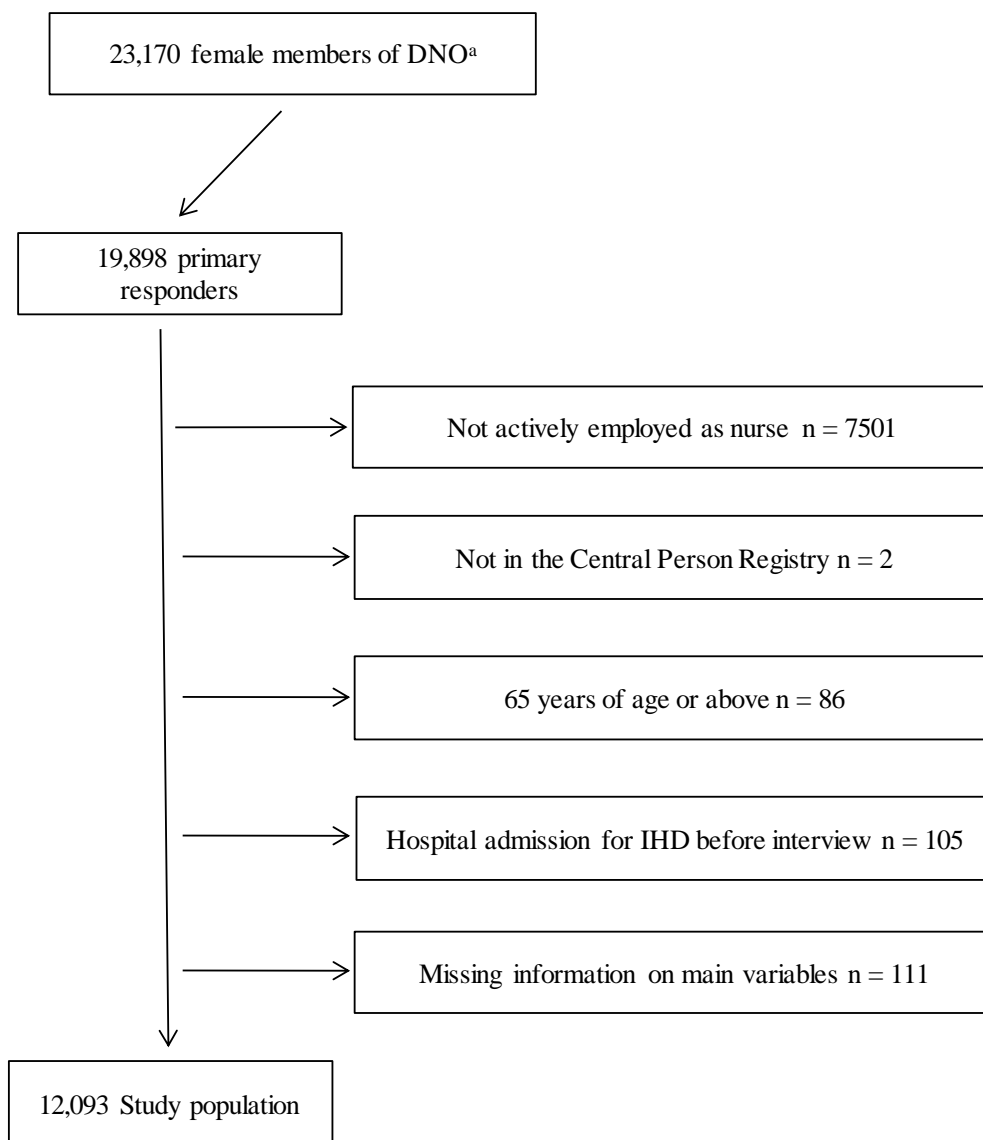 23,170 female members of DNOᵃ
19,898 primary
responders
Not actively employed as nurse n = 7501
Not in the Central Person Registry n = 2
65 years of age or above n = 86
Hospital admission for IHD before interview n = 105
Missing information on main variables n = 111
12,093 Study population